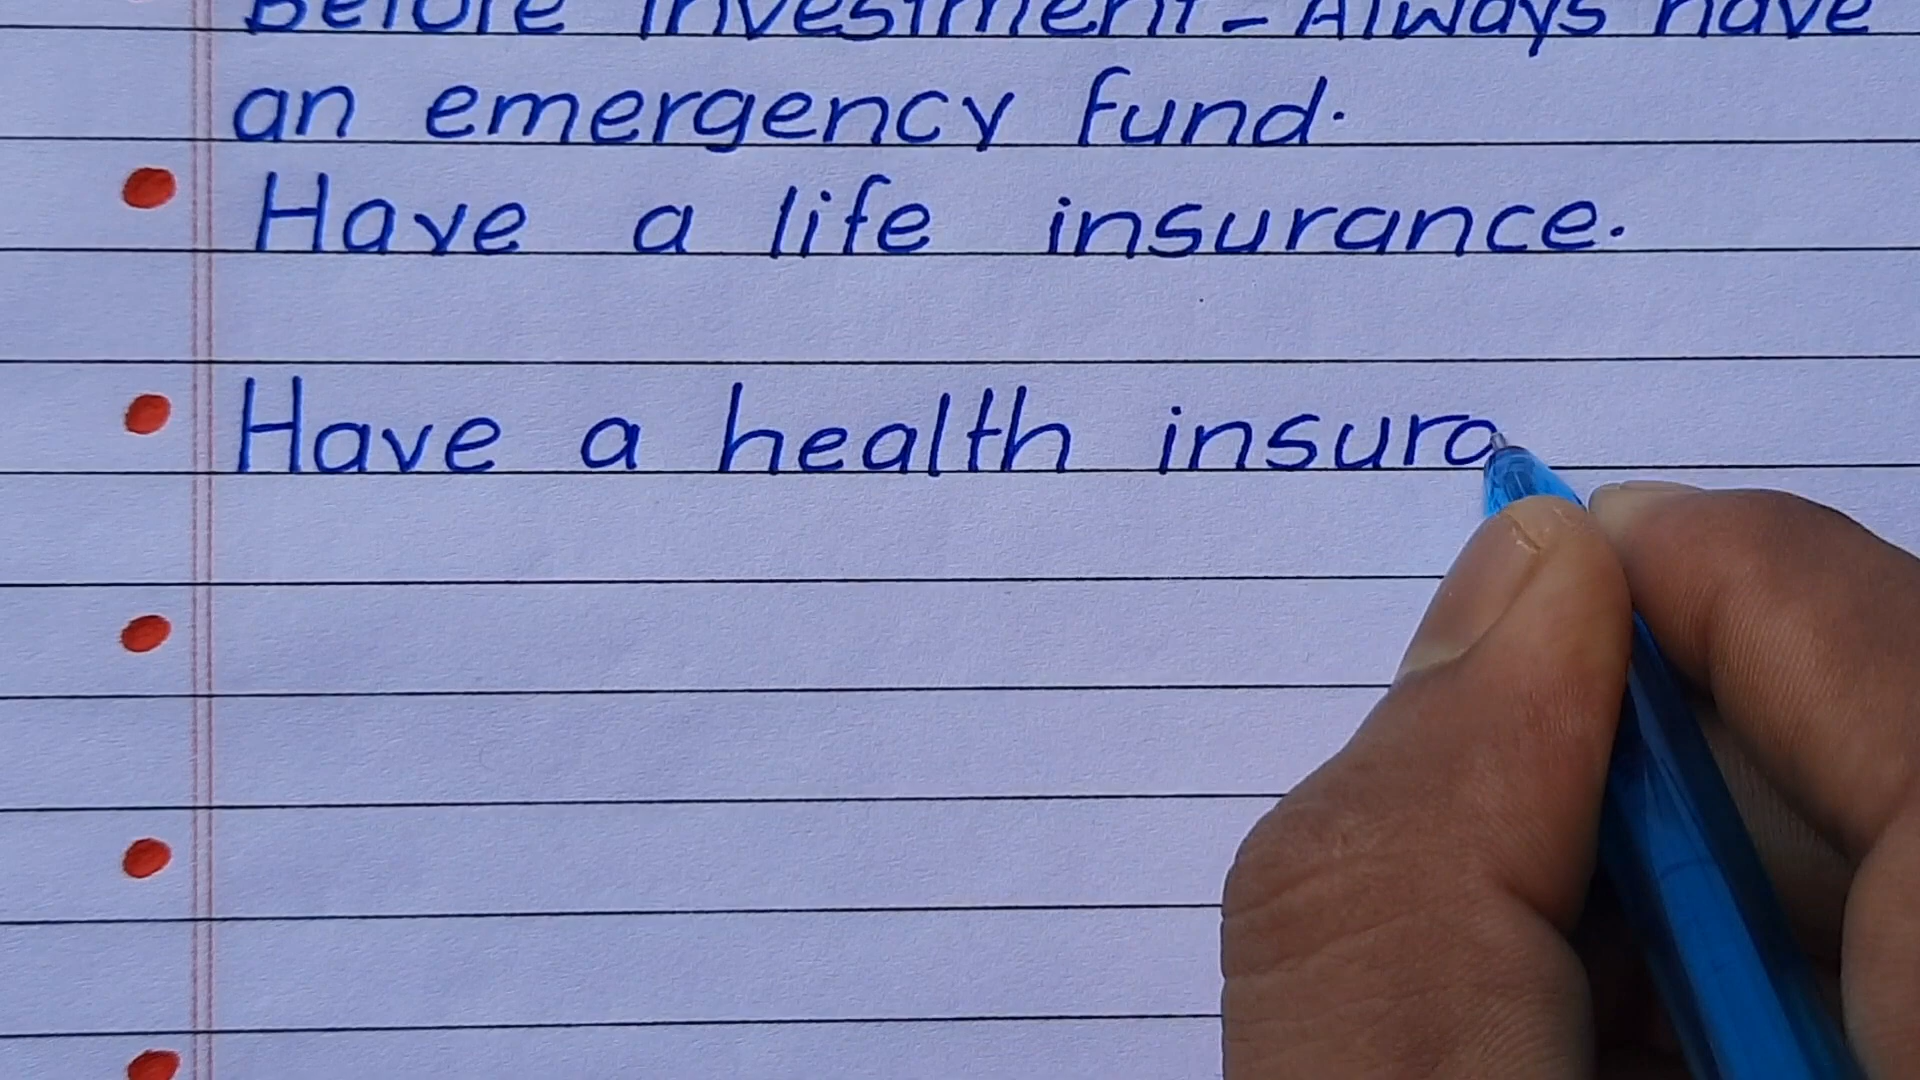 Before investment - Always have
an emergency fund.
Have a life insurance.
Have a health insura